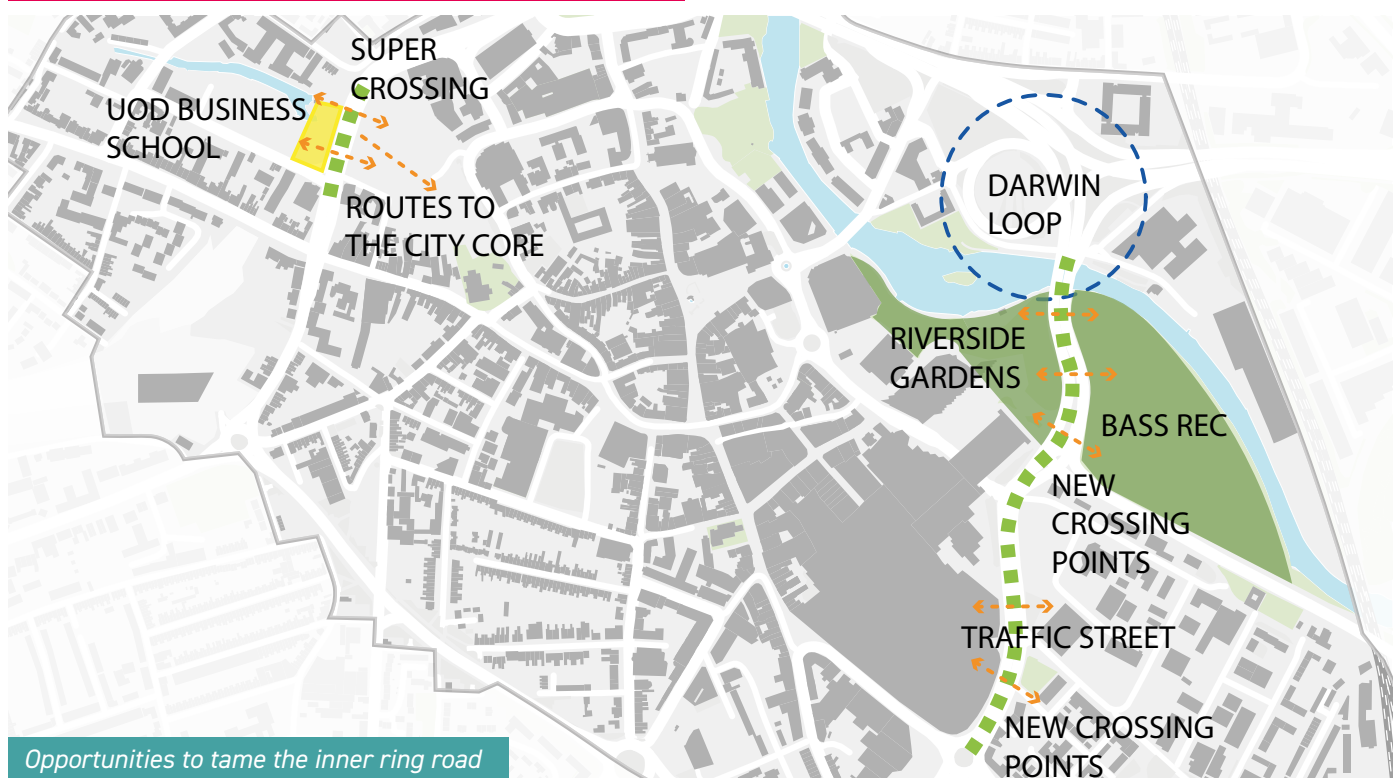 SUPER
CROSSING
UOD BUSINESS
SCHOOL
ROUTES TO
THE CITY CORE
DARWIN
LOOP
RIVERSIDE
GARDENS
BASS REC
NEW
CROSSING
POINTS
TRAFFIC STREET
NEW CROSSING
POINTS
Opportunities to tame the inner ring road